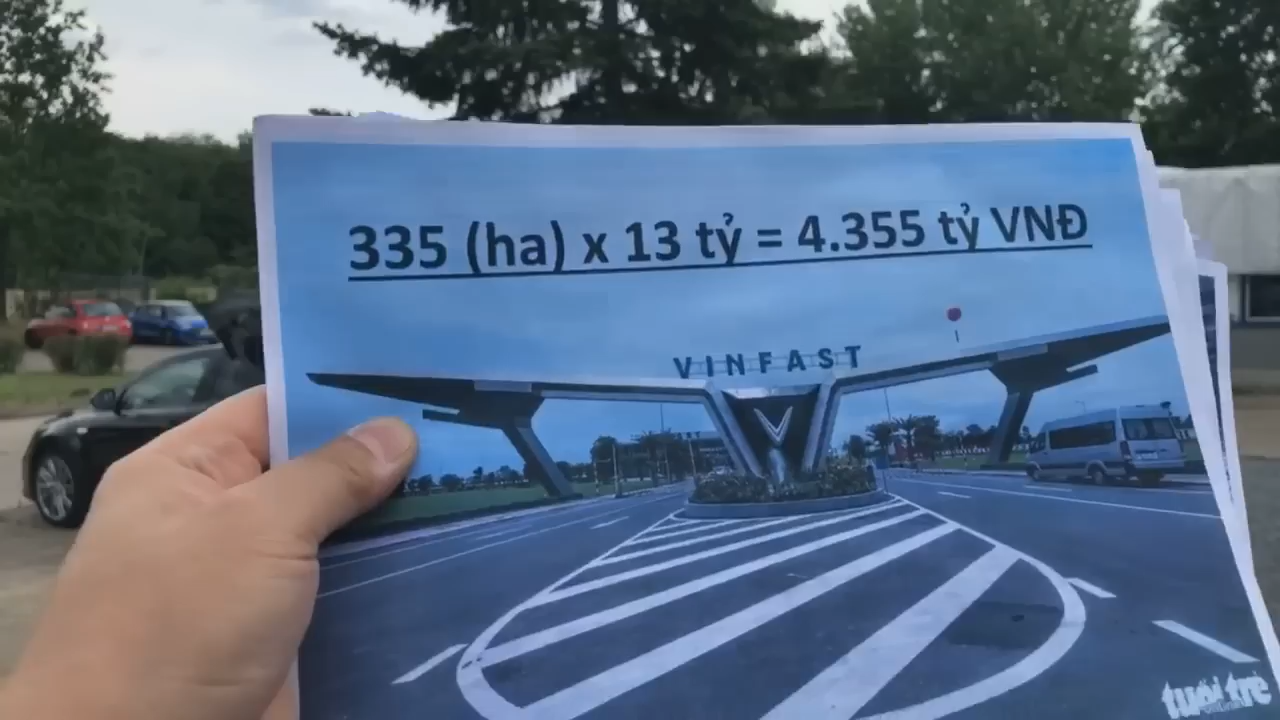 335 (ha) x 13 tỷ = 4.355 tỷ VNĐ
VINFAST
tuổi trẻ